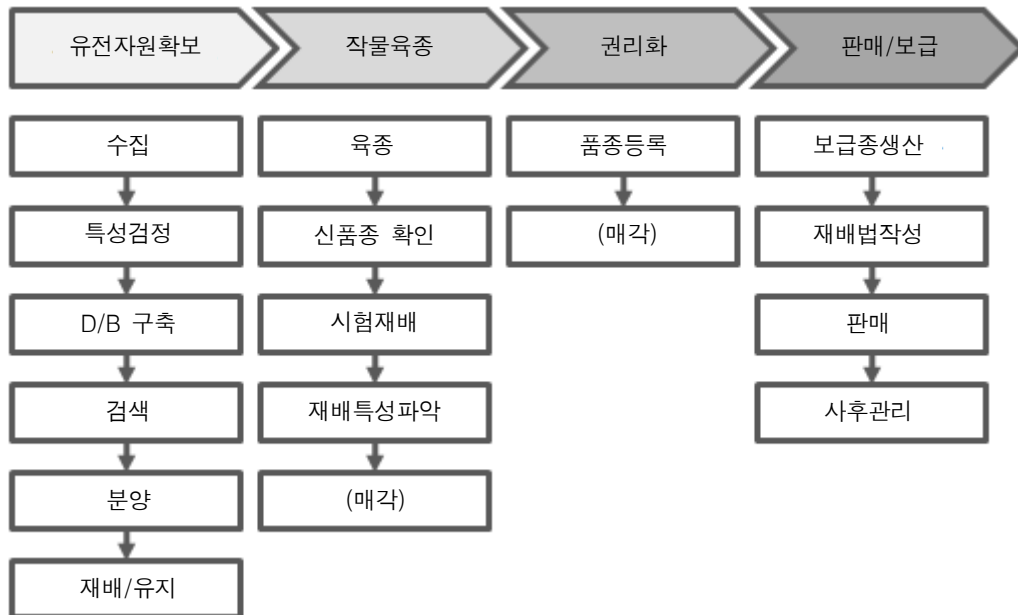 유전자원확보
작물육종
권리화
판매/보급
수집
특성검정
D/B 구축
검색
분양
재배/유지
육종
신품종 확인
시험재배
재배특성파악
(매각)
품종등록
(매각)
보급종생산
재배법작성
판매
사후관리